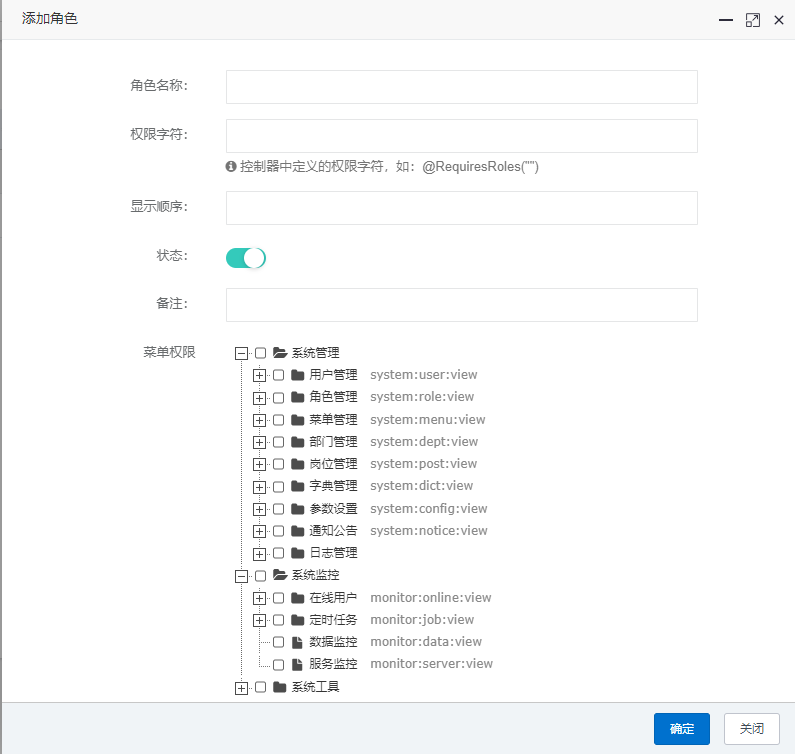 添加角色
角色名称：
权限字符：
控制器中定义的权限字符，如：@RequiresRoles("")
显示顺序：
状态：
备注：
菜单权限
系统管理
用户管理 system:user:view
角色管理 system:role:view
菜单管理 system:menu:view
部门管理 system:dept:view
岗位管理 system:post:view
字典管理 system:dict:view
参数设置 system:config:view
通知公告 system:notice:view
日志管理
系统监控
在线用户 monitor:online:view
定时任务 monitor:job:view
数据监控 monitor:data:view
服务监控 monitor:server:view
系统工具
确定 关闭